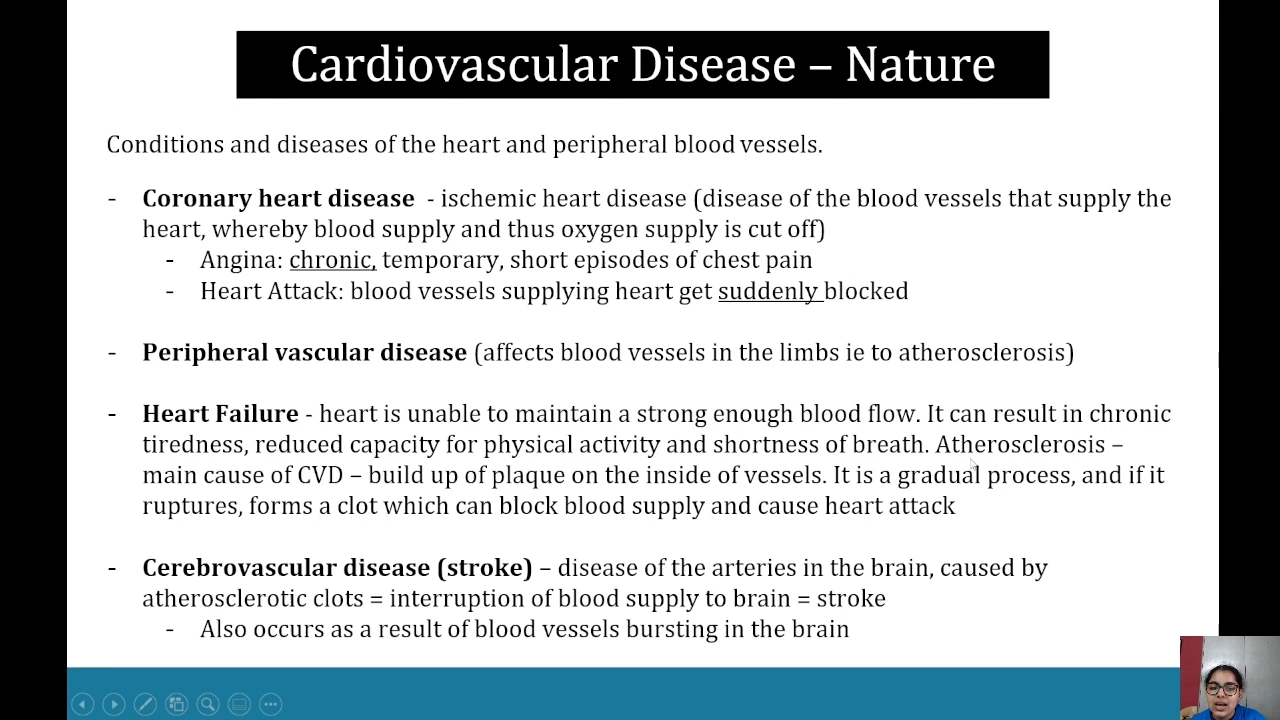 Cardiovascular Disease – Nature
Conditions and diseases of the heart and peripheral blood vessels.
- Coronary heart disease - ischemic heart disease (disease of the blood vessels that supply the
heart, whereby blood supply and thus oxygen supply is cut off)
- Angina: chronic, temporary, short episodes of chest pain
- Heart Attack: blood vessels supplying heart get suddenly blocked
- Peripheral vascular disease (affects blood vessels in the limbs ie to atherosclerosis)
- Heart Failure - heart is unable to maintain a strong enough blood flow. It can result in chronic
tiredness, reduced capacity for physical activity and shortness of breath. Atherosclerosis –
main cause of CVD – build up of plaque on the inside of vessels. It is a gradual process, and if it
ruptures, forms a clot which can block blood supply and cause heart attack
- Cerebrovascular disease (stroke) – disease of the arteries in the brain, caused by
atherosclerotic clots = interruption of blood supply to brain = stroke
- Also occurs as a result of blood vessels bursting in the brain